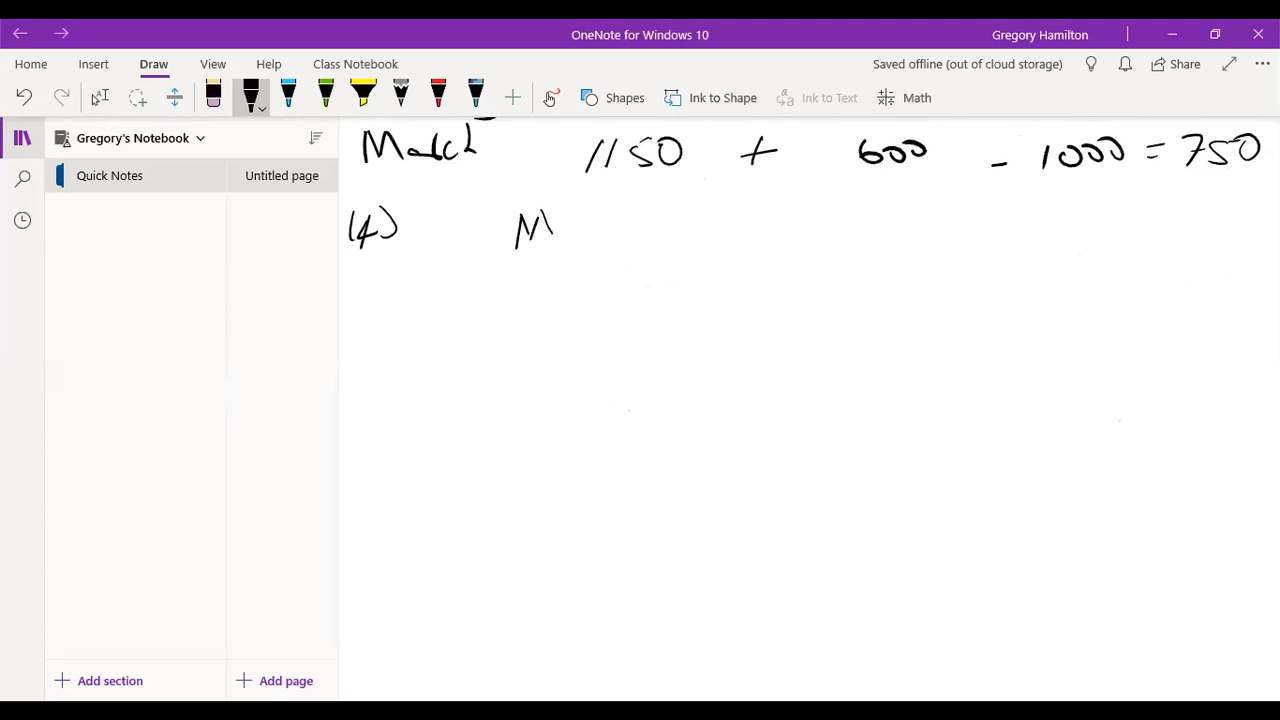 OneNote for Windows 10
Gregory Hamilton
Home Insert Draw View Help Class Notebook
Saved offline (out of cloud storage)
Share
Shapes Ink to Shape Ink to Text Math
Gregory's Notebook
Quick Notes
Untitled page
Match 1150 + 600 - 1000 = 750
(4) M
Add section
Add page